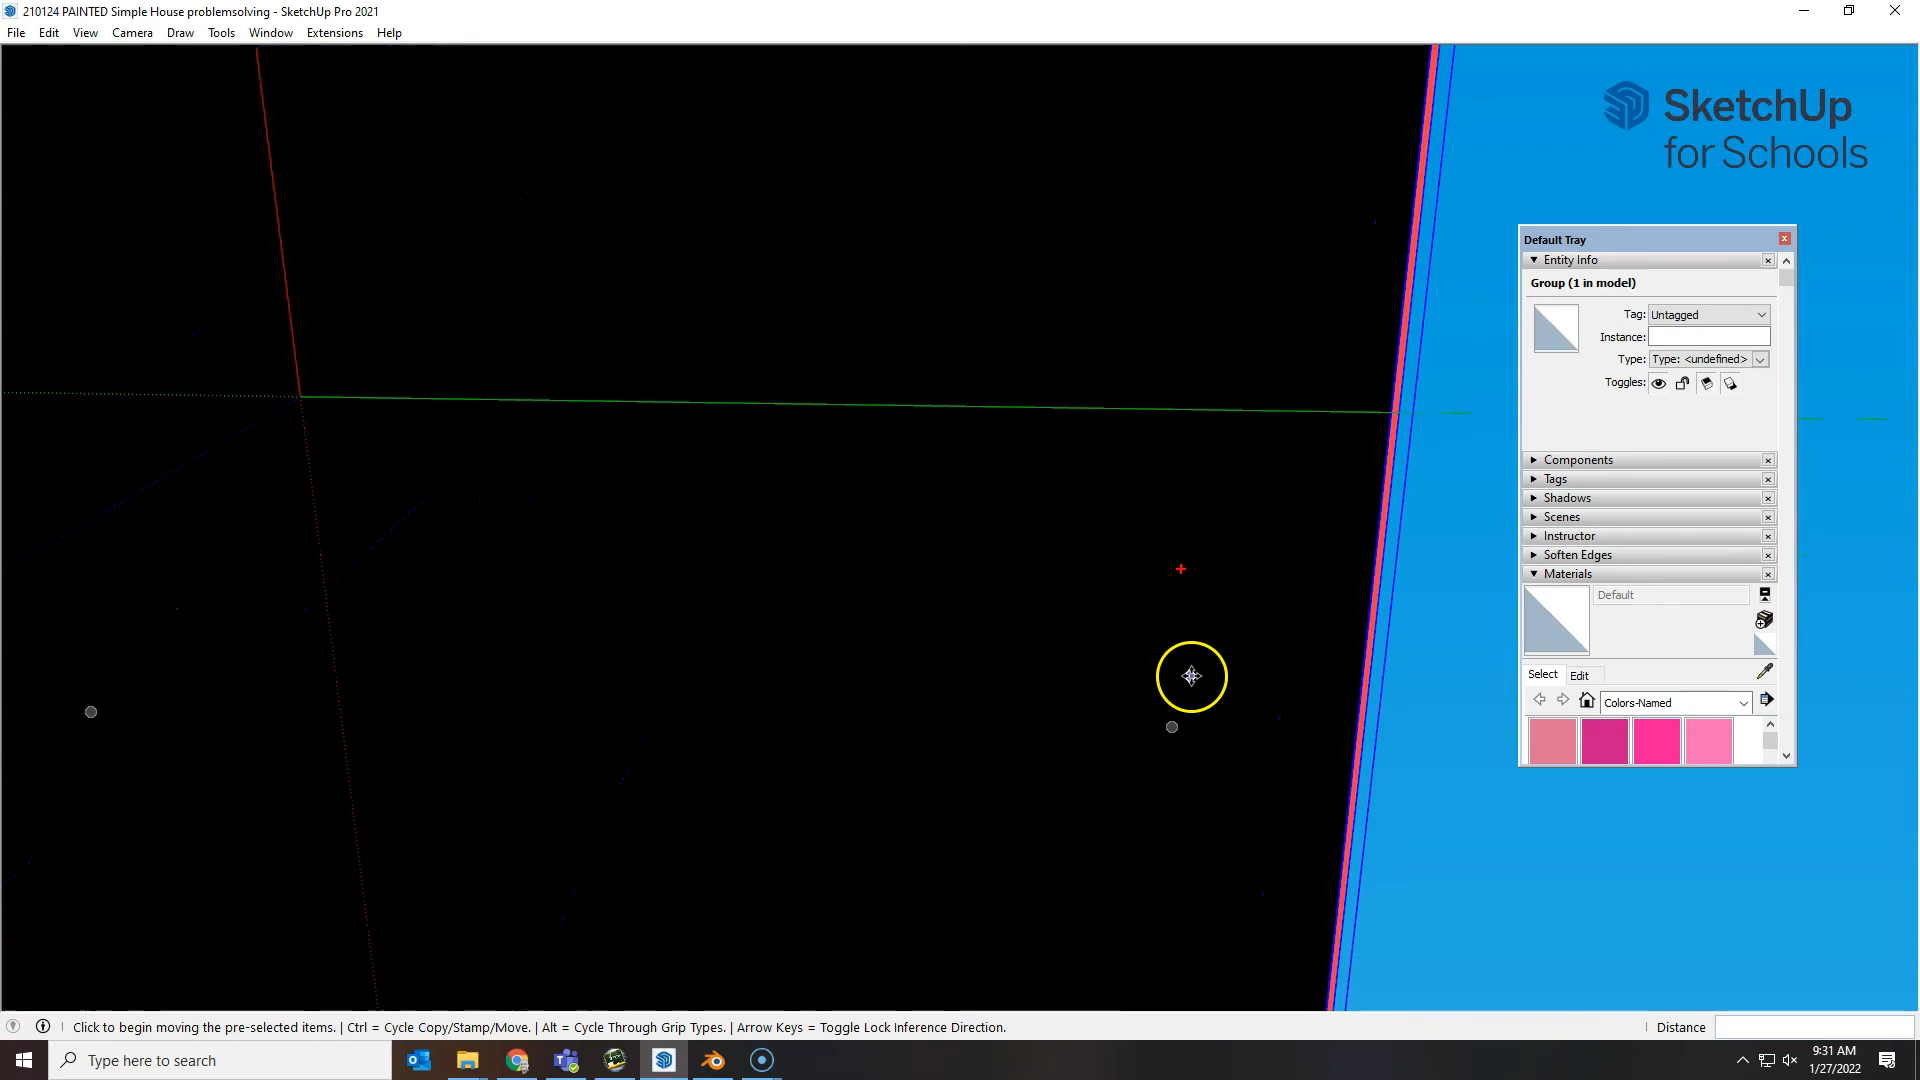 210124 PAINTED Simple House problemsolving - SketchUp Pro 2021
File Edit View Camera Draw Tools Window Extensions Help
SketchUp
for Schools
Default Tray
Entity Info
Group (1 in model)
Tag: Untagged
Instance:
Type: Type: <undefined>
Toggles:
Components
Tags
Shadows
Scenes
Instructor
Soften Edges
Materials
Default
Select Edit
Colors-Named
Click to begin moving the pre-selected items. | Ctrl = Cycle Copy/Stamp/Move. | Alt = Cycle Through Grip Types. | Arrow Keys = Toggle Lock Inference Direction.
Distance
Type here to search
9:31 AM
1/27/2022